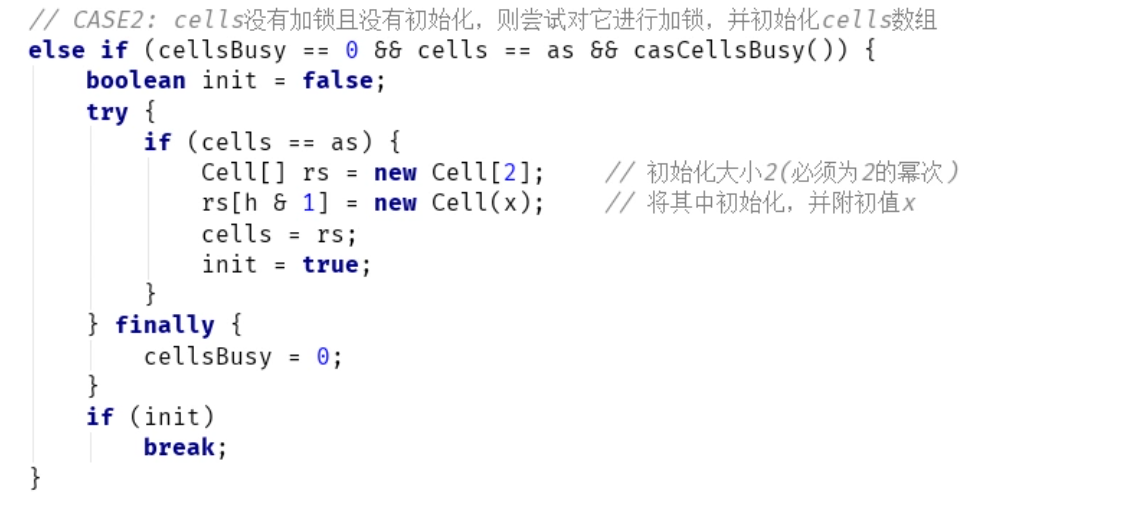 // CASE2: cells没有加锁且没有初始化，则尝试对它进行加锁，并初始化cells数组
else if (cellsBusy == 0 && cells == as && casCellsBusy()) {
    boolean init = false;
    try {
        if (cells == as) {
            Cell[] rs = new Cell[2];    // 初始化大小2(必须为2的幂次)
            rs[h & 1] = new Cell(x);    // 将其中初始化，并附初值x
            cells = rs;
            init = true;
        }
    } finally {
        cellsBusy = 0;
    }
    if (init)
        break;
}